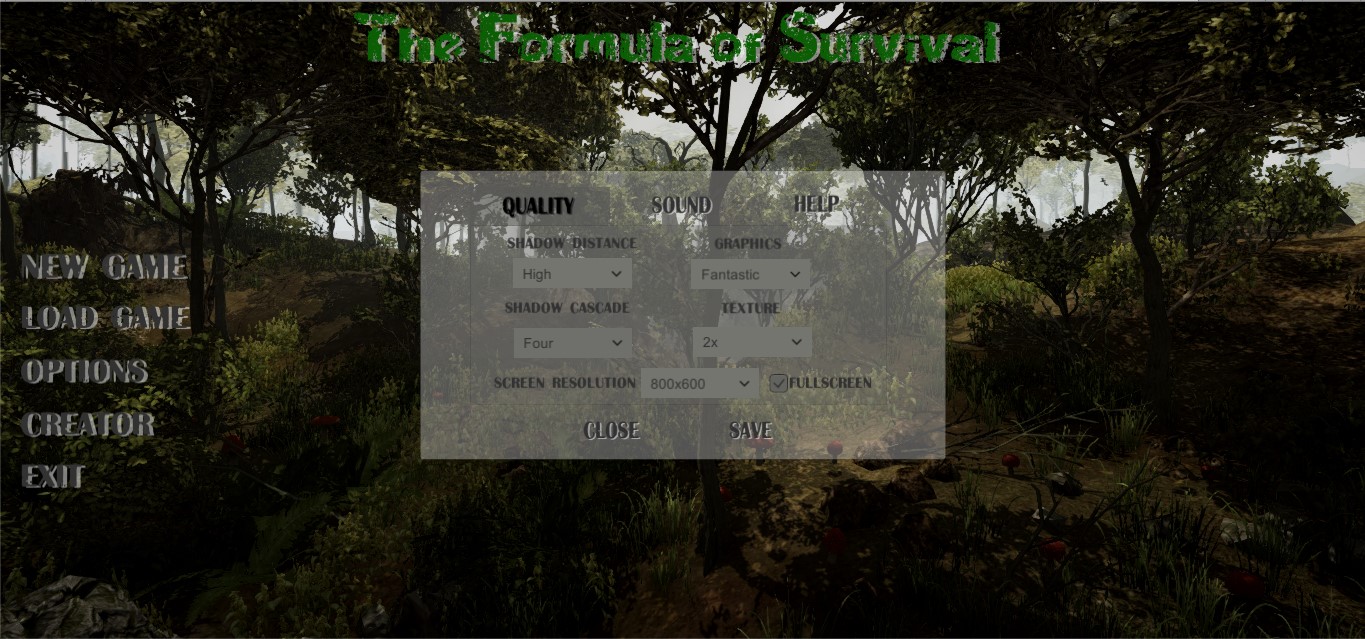 The Formula of Survival
QUALITY SOUND HELP
SHADOW DISTANCE GRAPHICS
High Fantastic
SHADOW CASCADE TEXTURE
Four 2x
SCREEN RESOLUTION 800x600 FULLSCREEN
CLOSE SAVE
NEW GAME
LOAD GAME
OPTIONS
CREATOR
EXIT